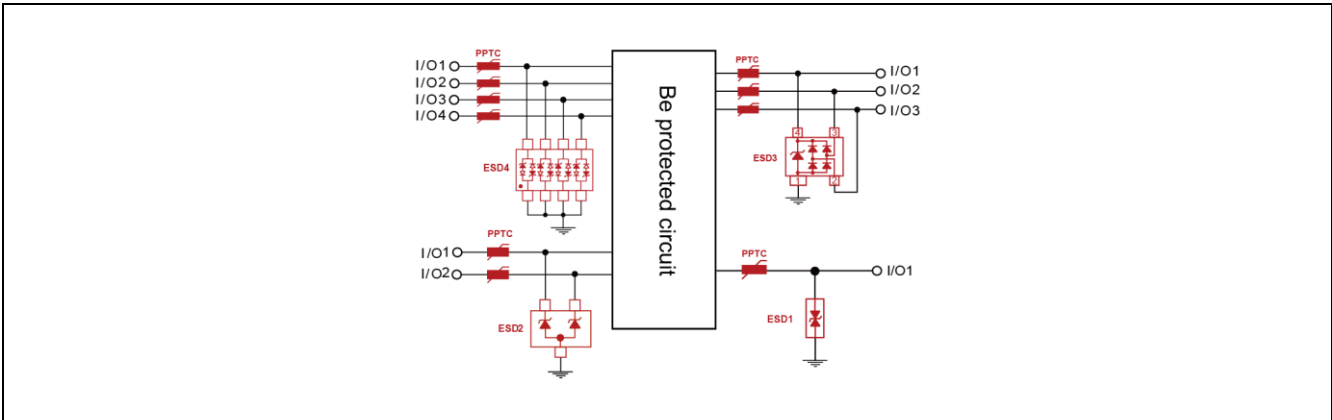 PPTC
I/O1
I/O2
I/O3
I/O4
ESD4
PPTC
I/O1
I/O2
ESD2
Be protected circuit
PPTC
I/O1
I/O2
I/O3
4
3
ESD3
1
2
PPTC
I/O1
ESD1